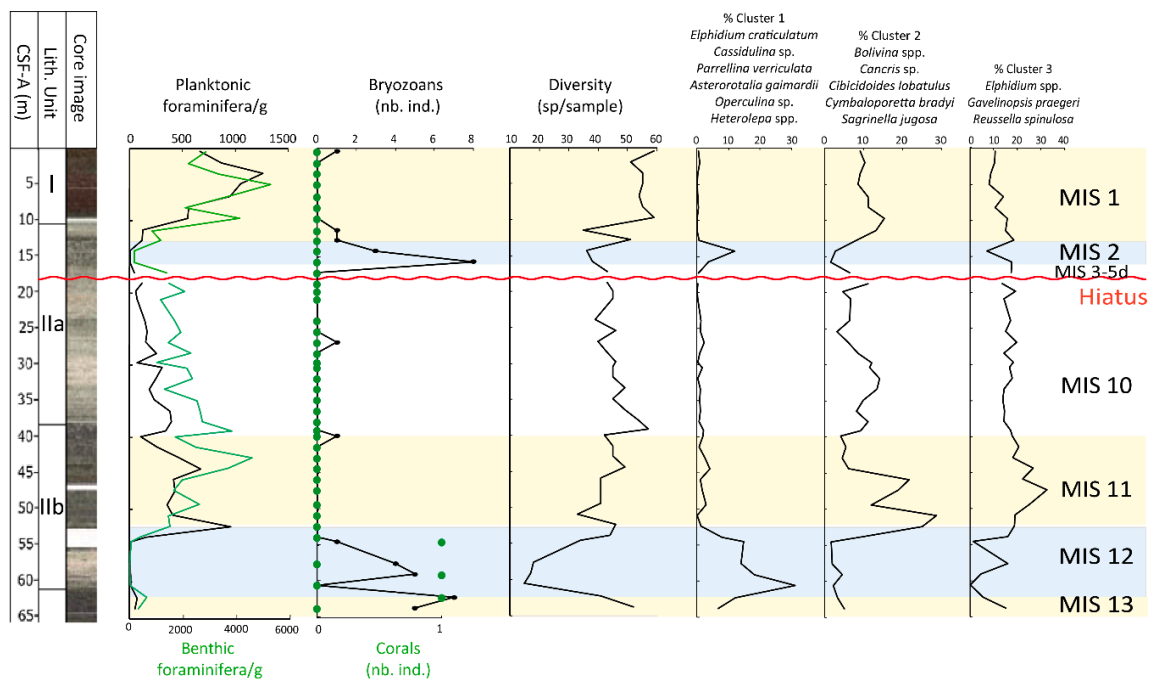 CSF-A (m)
Lith. Unit
Core image
Planktonic
foraminifera/g
Bryozoans
(nb. ind.)
Diversity
(sp/sample)
% Cluster 1
Elphidium craticulatum
Cassidulina sp.
Parrellina verriculata
Asterorotalia gaimardii
Operculina sp.
Heterolepa spp.
% Cluster 2
Bolivina spp.
Cancris sp.
Cibicidoides lobatulus
Cymbaloporetta bradyi
Sagrinella jugosa
% Cluster 3
Elphidium spp.
Gavelinopsis praegeri
Reussella spinulosa
0 500 1000 1500
0 2 4 6 8
10 20 30 40 50 60
0 10 20 30
0 10 20 30
0 10 20 30 40
5
10
15
20
25
30
35
40
45
50
55
60
65
I
IIa
IIb
MIS 1
MIS 2
MIS 3-5d
Hiatus
MIS 10
MIS 11
MIS 12
MIS 13
0 2000 4000 6000
0 1
Benthic
foraminifera/g
Corals
(nb. ind.)